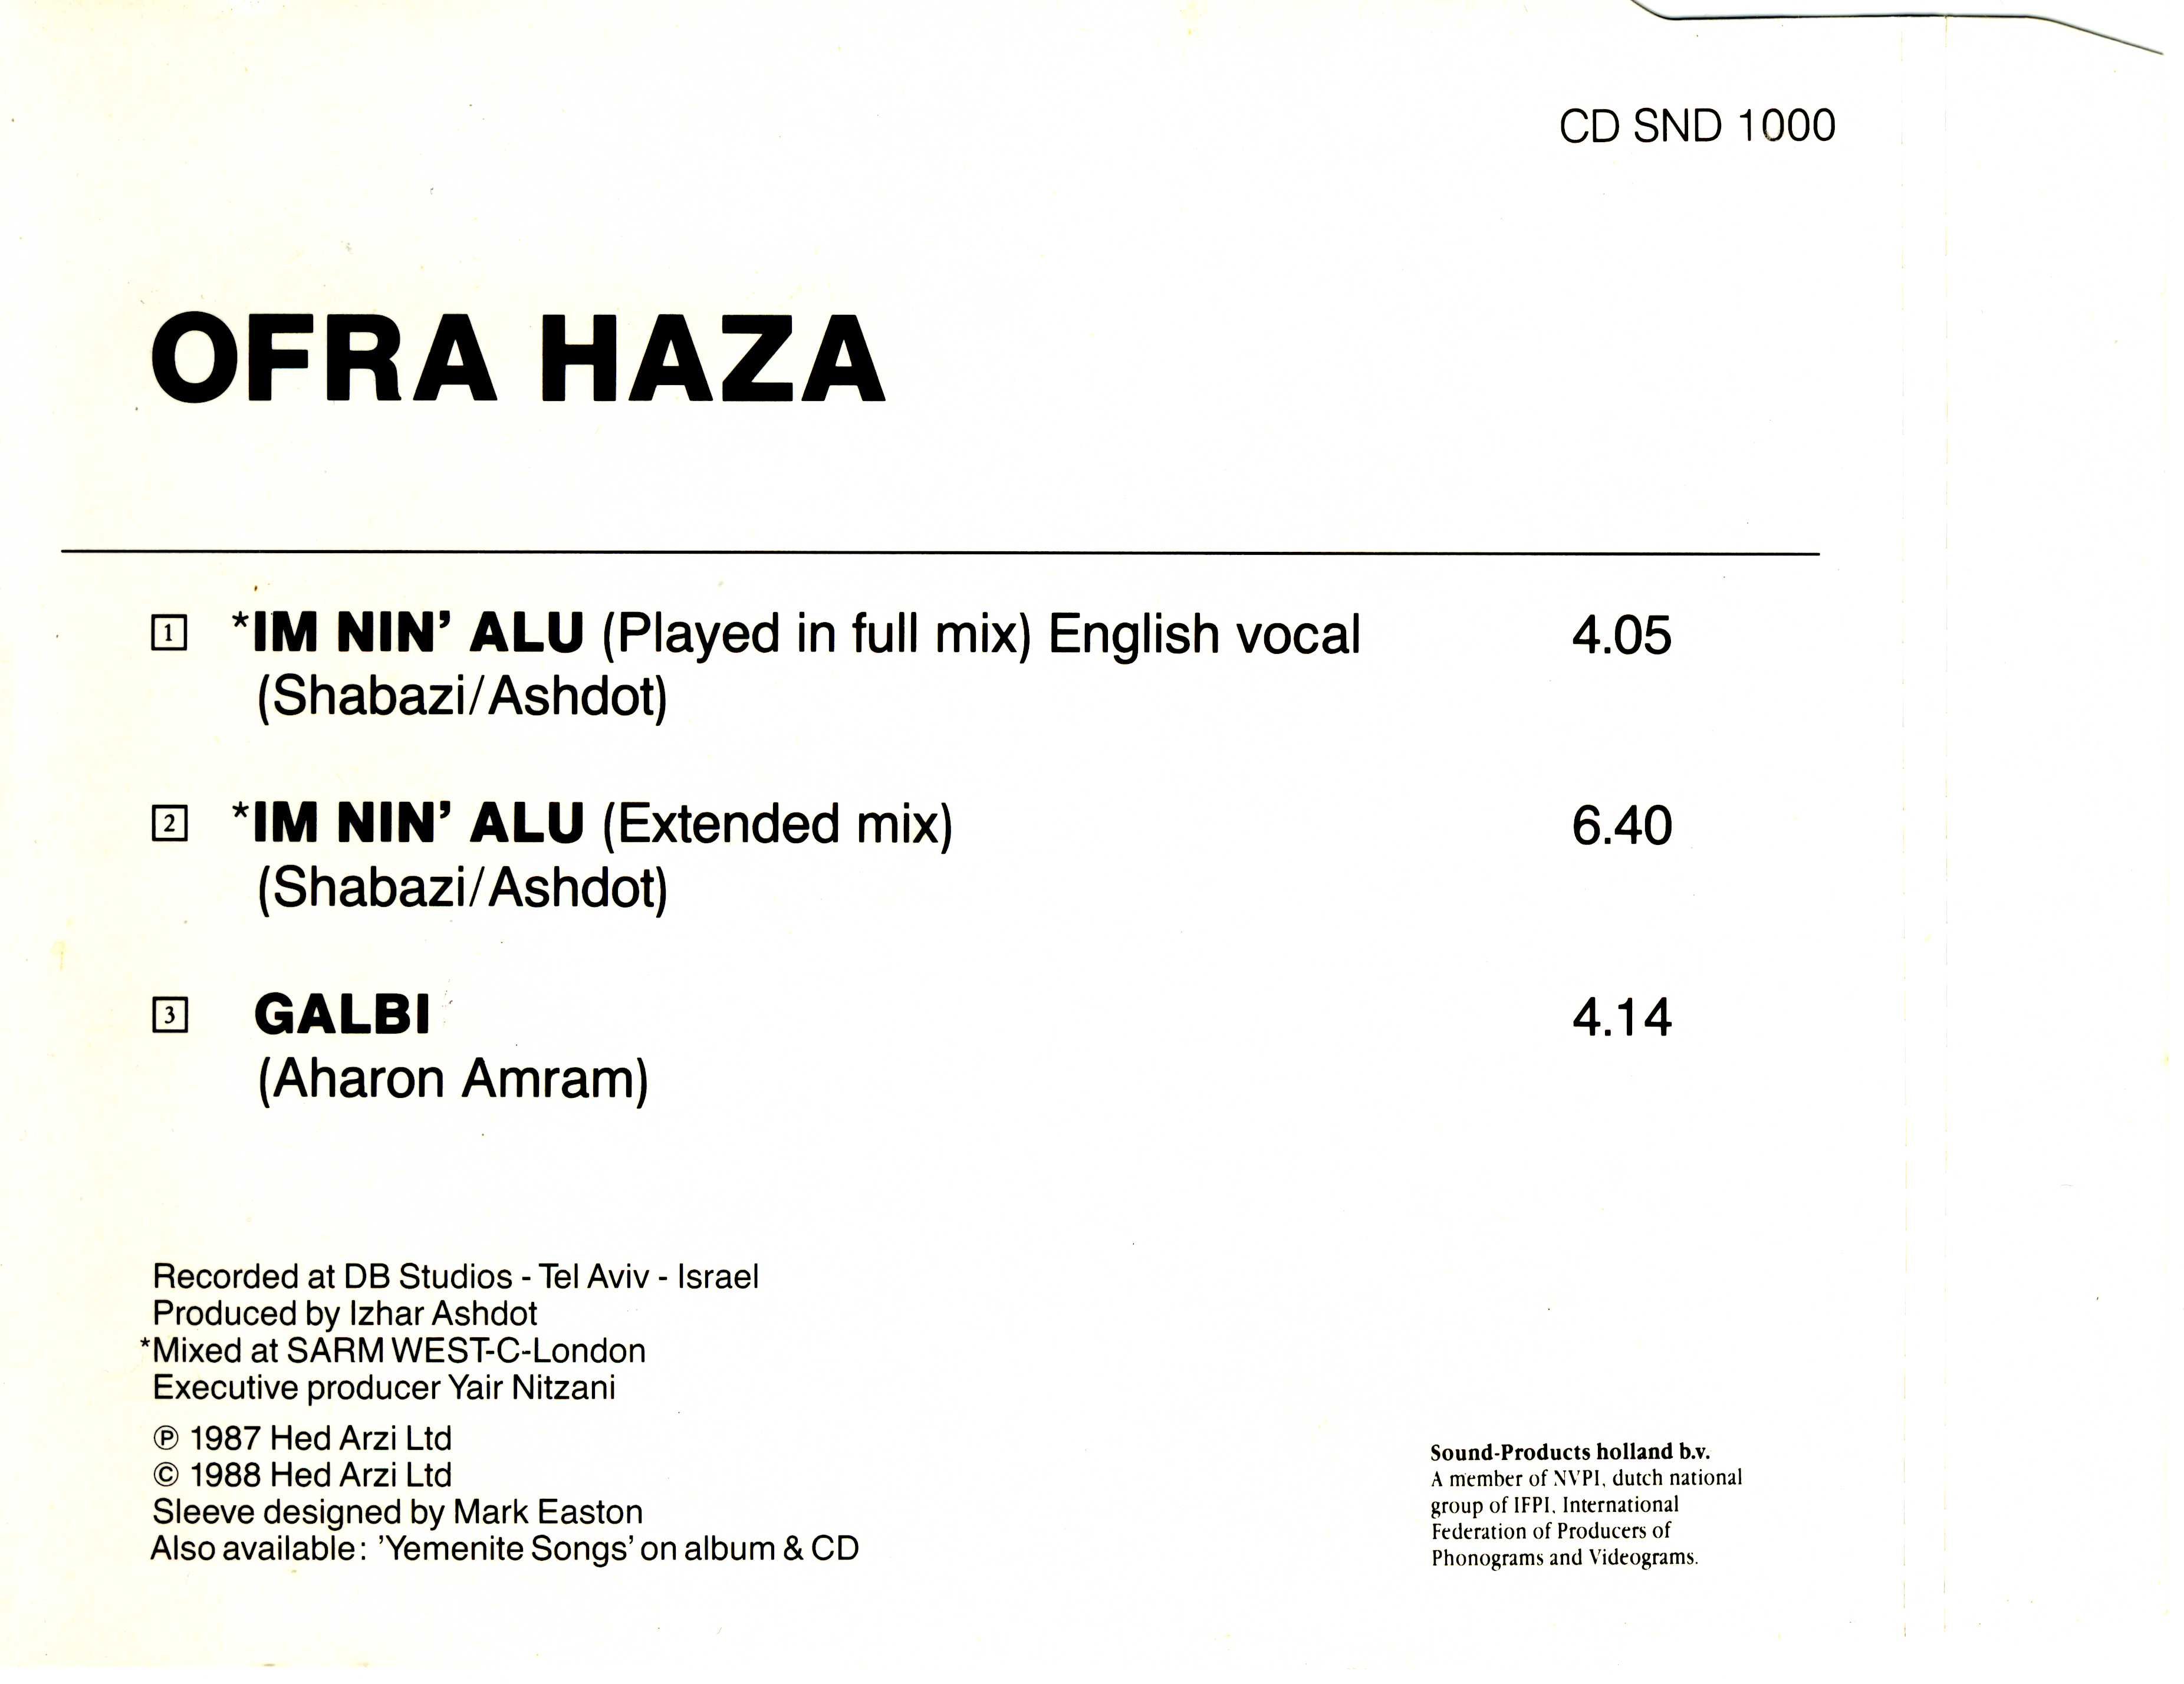 CD SND 1000
OFRA HAZA
1 *IM NIN' ALU (Played in full mix) English vocal 4.05
(Shabazi/Ashdot)
2 *IM NIN' ALU (Extended mix) 6.40
(Shabazi/Ashdot)
3 GALBI 4.14
(Aharon Amram)
Recorded at DB Studios - Tel Aviv - Israel
Produced by Izhar Ashdot
*Mixed at SARM WEST-C-London
Executive producer Yair Nitzani
℗ 1987 Hed Arzi Ltd
© 1988 Hed Arzi Ltd
Sleeve designed by Mark Easton
Also available: 'Yemenite Songs' on album & CD
Sound-Products holland b.v.
A member of NVPI, dutch national
group of IFPI, International
Federation of Producers of
Phonograms and Videograms.